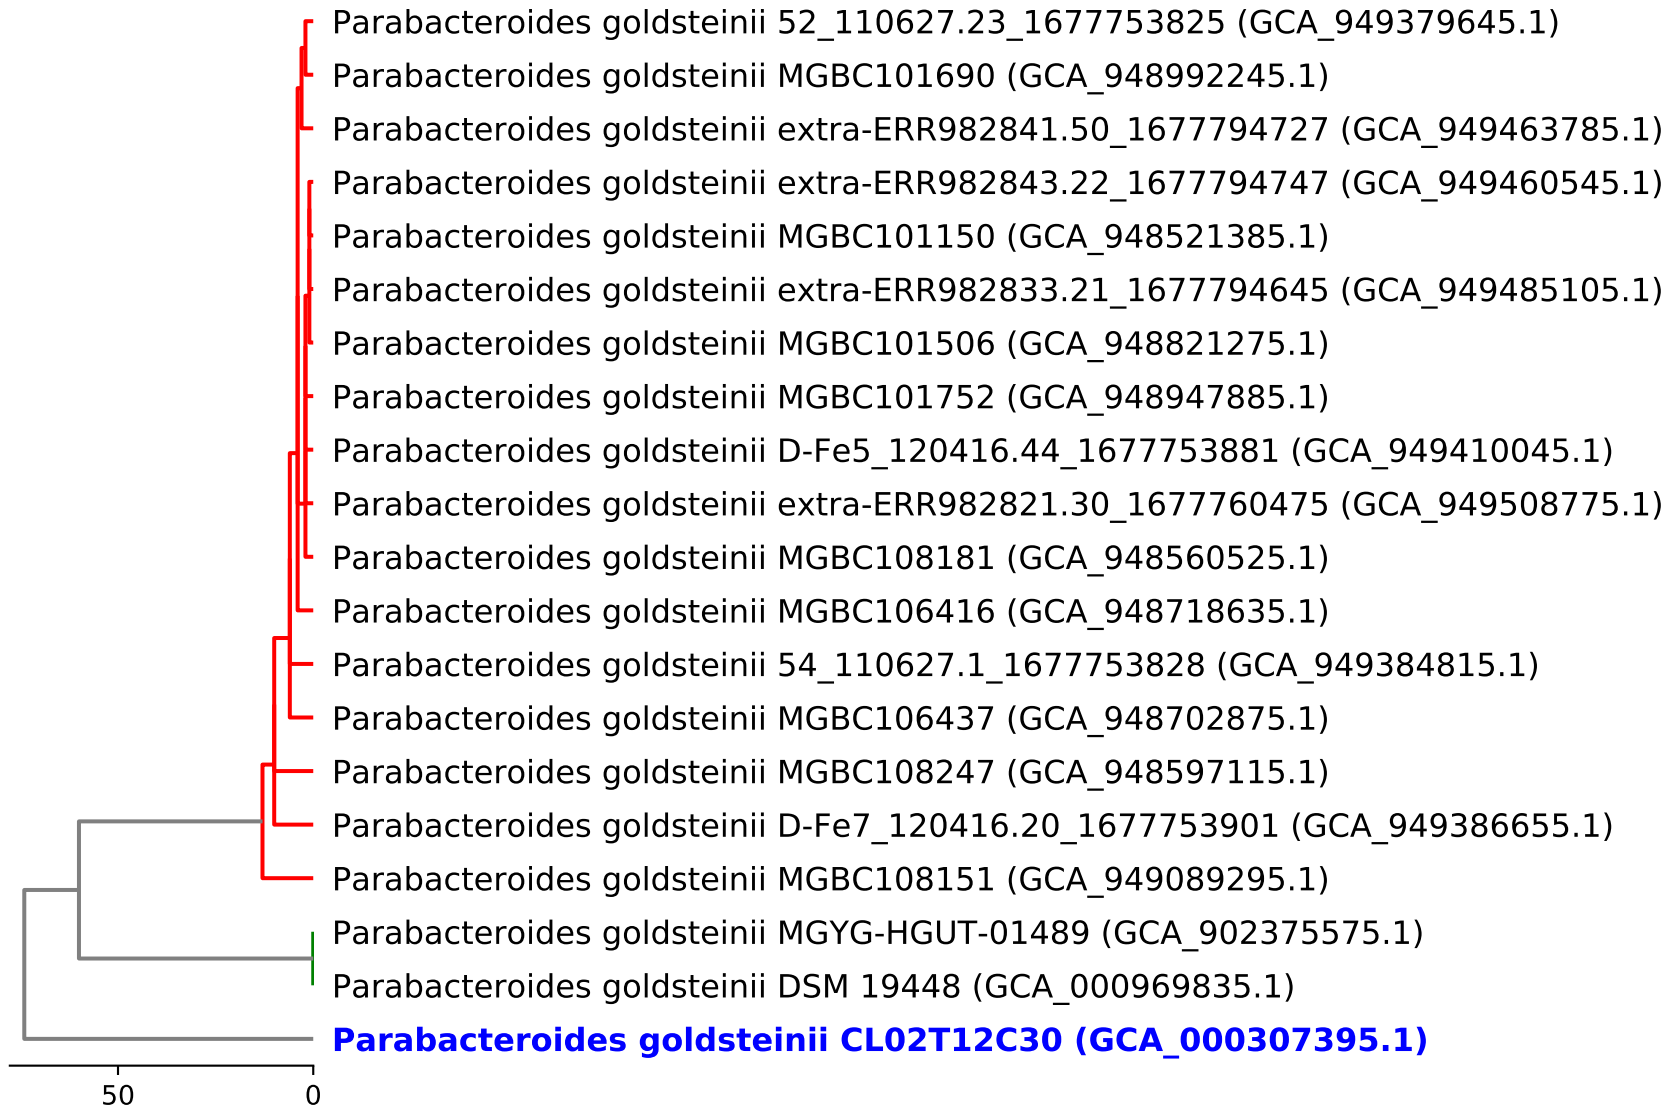 Parabacteroides goldsteinii 52_110627.23_1677753825 (GCA_949379645.1)
Parabacteroides goldsteinii MGBC101690 (GCA_948992245.1)
Parabacteroides goldsteinii extra-ERR982841.50_1677794727 (GCA_949463785.1)
Parabacteroides goldsteinii extra-ERR982843.22_1677794747 (GCA_949460545.1)
Parabacteroides goldsteinii MGBC101150 (GCA_948521385.1)
Parabacteroides goldsteinii extra-ERR982833.21_1677794645 (GCA_949485105.1)
Parabacteroides goldsteinii MGBC101506 (GCA_948821275.1)
Parabacteroides goldsteinii MGBC101752 (GCA_948947885.1)
Parabacteroides goldsteinii D-Fe5_120416.44_1677753881 (GCA_949410045.1)
Parabacteroides goldsteinii extra-ERR982821.30_1677760475 (GCA_949508775.1)
Parabacteroides goldsteinii MGBC108181 (GCA_948560525.1)
Parabacteroides goldsteinii MGBC106416 (GCA_948718635.1)
Parabacteroides goldsteinii 54_110627.1_1677753828 (GCA_949384815.1)
Parabacteroides goldsteinii MGBC106437 (GCA_948702875.1)
Parabacteroides goldsteinii MGBC108247 (GCA_948597115.1)
Parabacteroides goldsteinii D-Fe7_120416.20_1677753901 (GCA_949386655.1)
Parabacteroides goldsteinii MGBC108151 (GCA_949089295.1)
Parabacteroides goldsteinii MGYG-HGUT-01489 (GCA_902375575.1)
Parabacteroides goldsteinii DSM 19448 (GCA_000969835.1)
Parabacteroides goldsteinii CL02T12C30 (GCA_000307395.1)
50 0